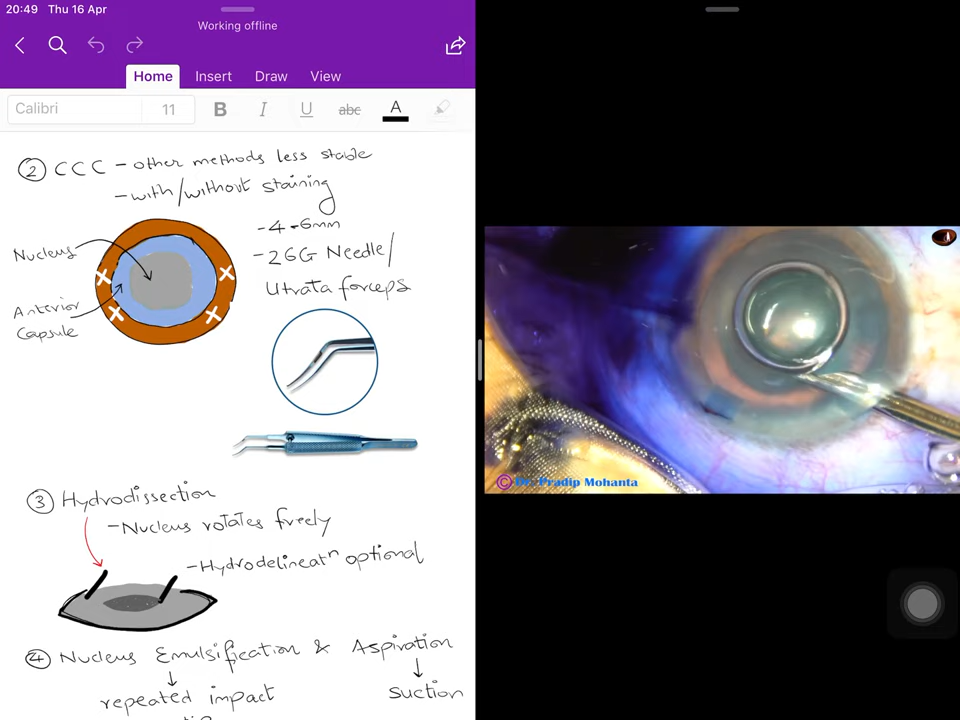 20:49 Thu 16 Apr
Working offline
Home Insert Draw View
Calibri 11 B I U abc A
② CCC - other methods less stable
- with/without staining
- 4-6mm
- 26G Needle/
Utrata forceps
Nucleus
Anterior
Capsule
③ Hydrodissection
- Nucleus rotates freely
- Hydrodelineatⁿ optional
④ Nucleus Emulsification & Aspiration
repeated impact
suction
© Dr. Pradip Mohanta